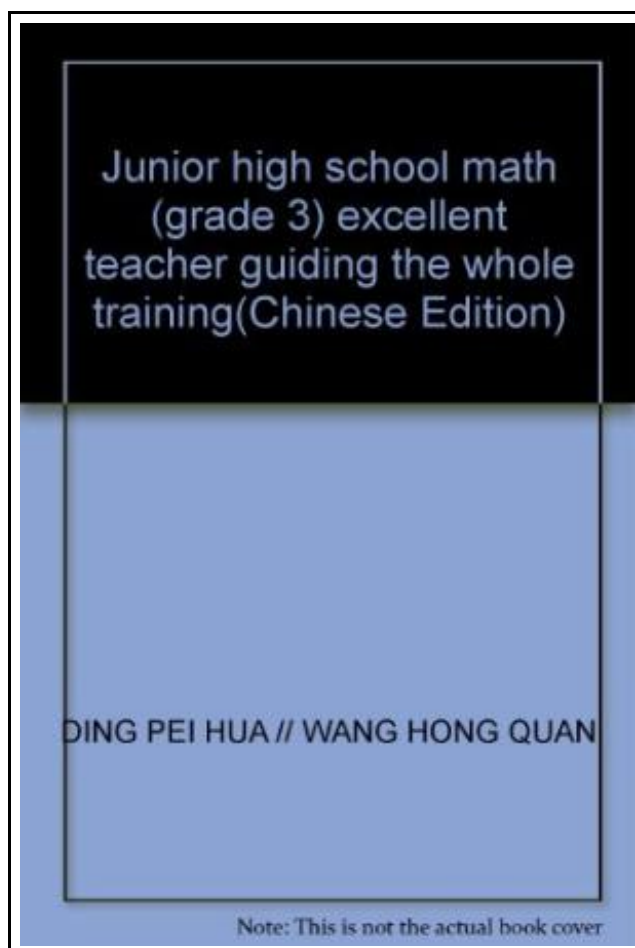 Junior high school math
(grade 3) excellent
teacher guiding the whole
training(Chinese Edition)
DING PEI HUA // WANG HONG QUAN
Note: This is not the actual book cover